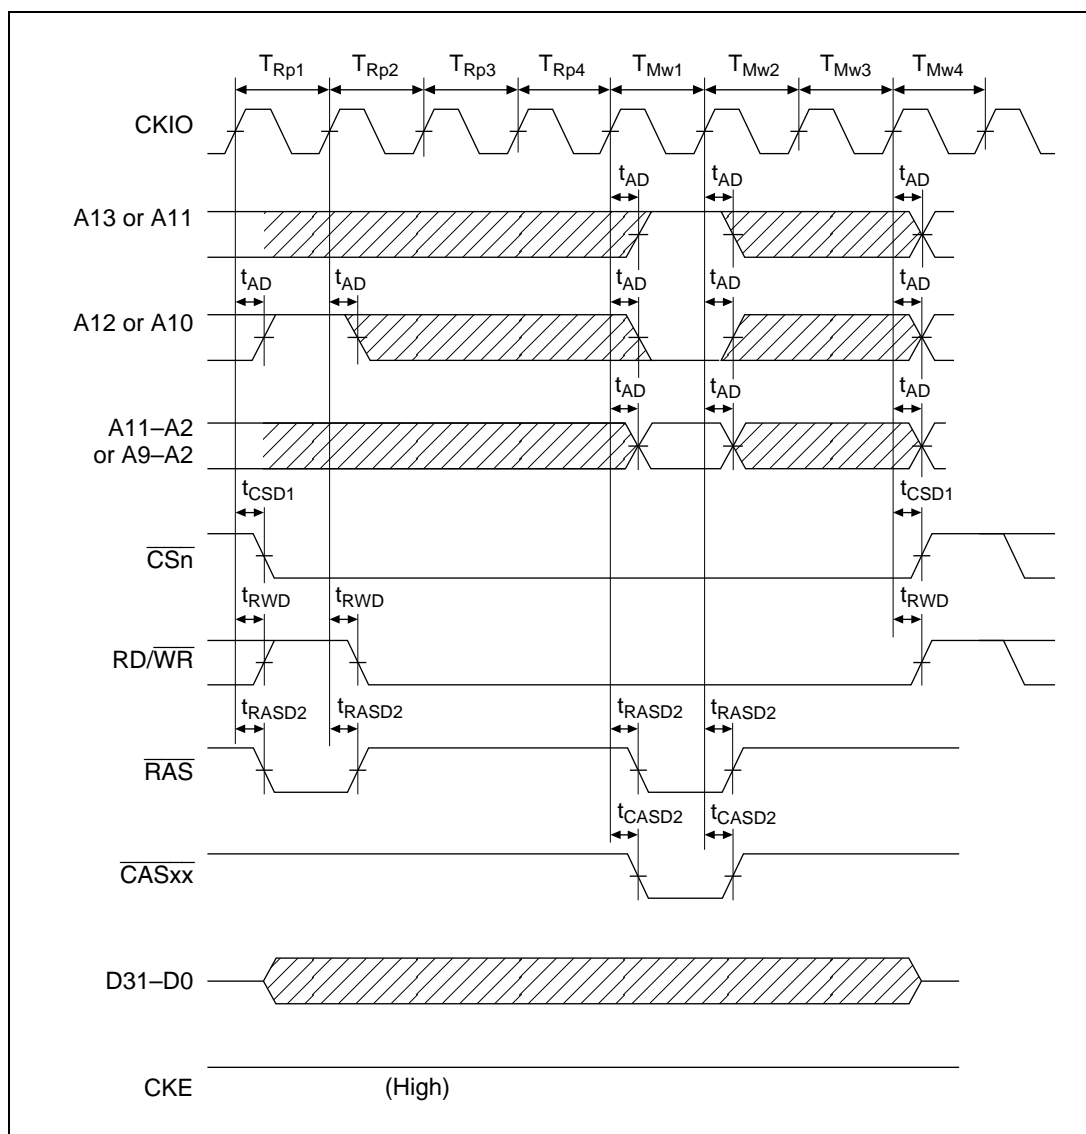 TRp1 TRp2 TRp3 TRp4 TMw1 TMw2 TMw3 TMw4
CKIO
tAD tAD tAD
A13 or A11
tAD tAD tAD tAD tAD
A12 or A10
tAD tAD tAD
A11–A2
or A9–A2
tCSD1 tCSD1
CSn
tRWD tRWD tRWD
RD/WR
tRASD2 tRASD2 tRASD2 tRASD2
RAS
tCASD2 tCASD2
CASxx
D31–D0
CKE (High)